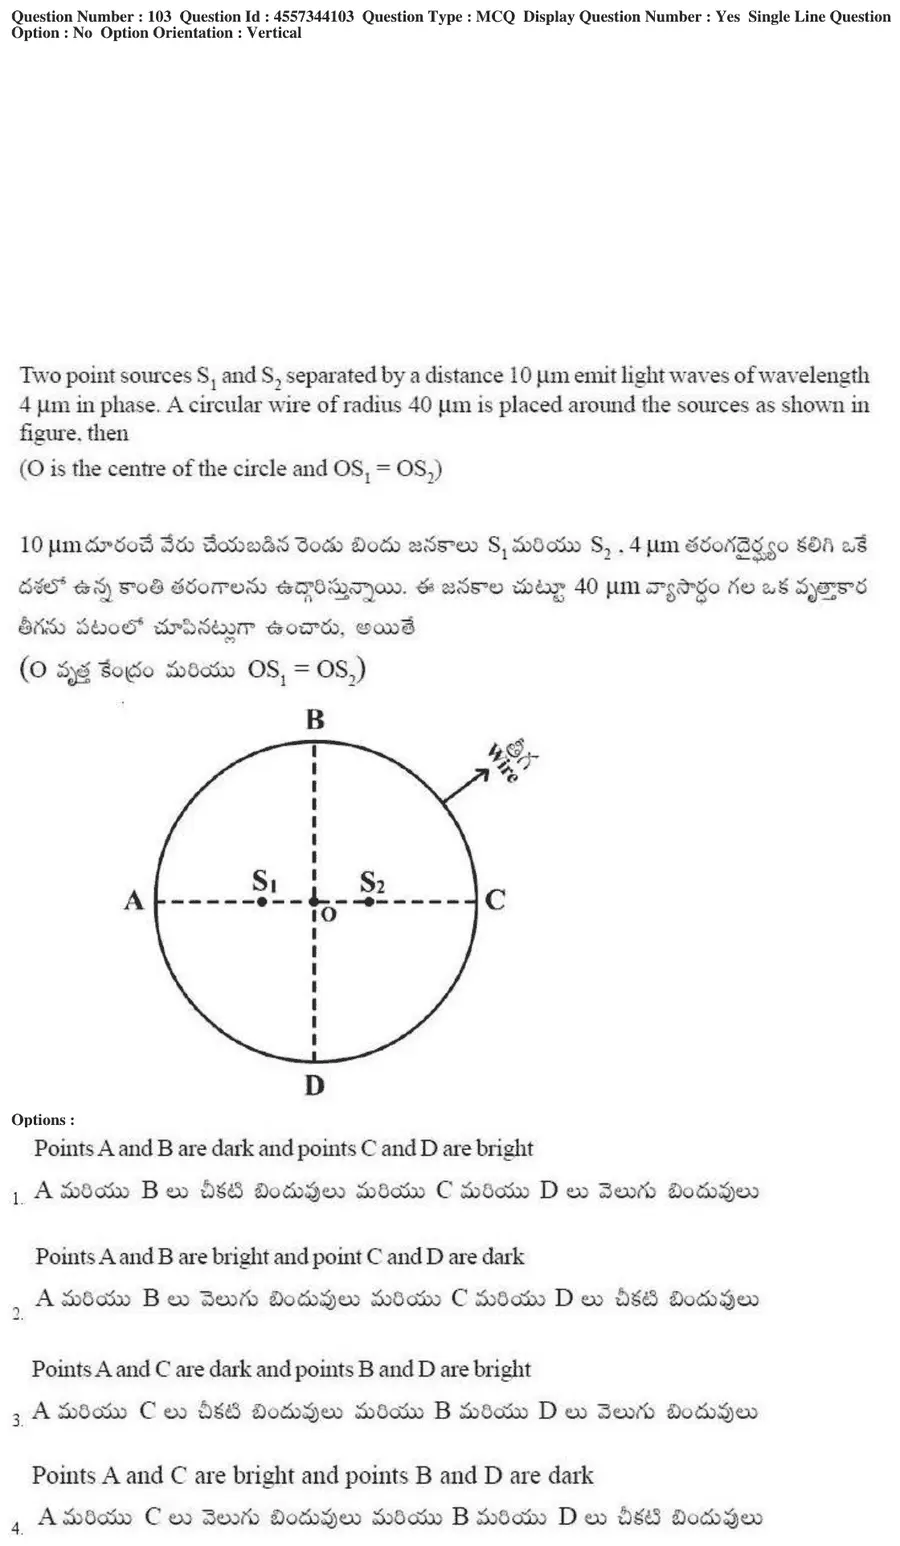 Question Number : 103 Question Id : 4557344103 Question Type : MCQ Display Question Number : Yes Single Line Question
Option : No Option Orientation : Vertical
Two point sources S₁ and S₂ separated by a distance 10 μm emit light waves of wavelength
4 μm in phase. A circular wire of radius 40 μm is placed around the sources as shown in
figure, then
(O is the centre of the circle and OS₁ = OS₂)
10 μm దూరంచే వేరు చేయబడిన రెండు బిందు జనకాలు S₁ మరియు S₂ , 4 μm తరంగదైర్ఘ్యం కలిగి ఒకే
దశలో ఉన్న కాంతి తరంగాలను ఉద్గారిస్తున్నాయి. ఈ జనకాల చుట్టూ 40 μm వ్యాసార్ధం గల ఒక వృత్తాకార
తీగను పటంలో చూపినట్లుగా ఉంచారు, అయితే
(O వృత్త కేంద్రం మరియు OS₁ = OS₂)
B
తీగ
Wire
S₁ S₂
A C
O
D
Options :
Points A and B are dark and points C and D are bright
1. A మరియు B లు చీకటి బిందువులు మరియు C మరియు D లు వెలుగు బిందువులు
Points A and B are bright and point C and D are dark
2. A మరియు B లు వెలుగు బిందువులు మరియు C మరియు D లు చీకటి బిందువులు
Points A and C are dark and points B and D are bright
3. A మరియు C లు చీకటి బిందువులు మరియు B మరియు D లు వెలుగు బిందువులు
Points A and C are bright and points B and D are dark
4. A మరియు C లు వెలుగు బిందువులు మరియు B మరియు D లు చీకటి బిందువులు